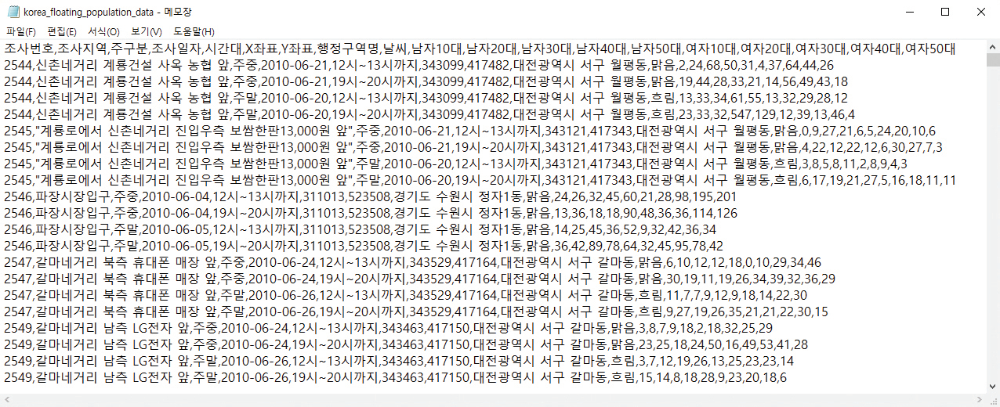 korea_floating_population_data - 메모장
파일(F) 편집(E) 서식(O) 보기(V) 도움말(H)
조사번호,조사지역,주구분,조사일자,시간대,X좌표,Y좌표,행정구역명,날씨,남자10대,남자20대,남자30대,남자40대,남자50대,여자10대,여자20대,여자30대,여자40대,여자50대
2544,신촌네거리 계룡건설 사옥 농협 앞,주중,2010-06-21,12시~13시까지,343099,417482,대전광역시 서구 월평동,맑음,2,24,68,50,31,4,37,64,44,26
2544,신촌네거리 계룡건설 사옥 농협 앞,주중,2010-06-21,19시~20시까지,343099,417482,대전광역시 서구 월평동,맑음,19,44,28,33,21,14,56,49,43,18
2544,신촌네거리 계룡건설 사옥 농협 앞,주말,2010-06-20,12시~13시까지,343099,417482,대전광역시 서구 월평동,흐림,13,33,34,61,55,13,32,29,28,12
2544,신촌네거리 계룡건설 사옥 농협 앞,주말,2010-06-20,19시~20시까지,343099,417482,대전광역시 서구 월평동,흐림,23,33,32,547,129,12,39,13,46,4
2545,"계룡로에서 신촌네거리 진입우측 보쌈한판13,000원 앞",주중,2010-06-21,12시~13시까지,343121,417343,대전광역시 서구 월평동,맑음,0,9,27,21,6,5,24,20,10,6
2545,"계룡로에서 신촌네거리 진입우측 보쌈한판13,000원 앞",주중,2010-06-21,19시~20시까지,343121,417343,대전광역시 서구 월평동,맑음,4,22,12,22,12,6,30,27,7,3
2545,"계룡로에서 신촌네거리 진입우측 보쌈한판13,000원 앞",주말,2010-06-20,12시~13시까지,343121,417343,대전광역시 서구 월평동,흐림,3,8,5,8,11,2,8,9,4,3
2545,"계룡로에서 신촌네거리 진입우측 보쌈한판13,000원 앞",주말,2010-06-20,19시~20시까지,343121,417343,대전광역시 서구 월평동,흐림,6,17,19,21,27,5,16,18,11,11
2546,파장시장입구,주중,2010-06-04,12시~13시까지,311013,523508,경기도 수원시 정자1동,맑음,24,26,32,45,60,21,28,98,195,201
2546,파장시장입구,주중,2010-06-04,19시~20시까지,311013,523508,경기도 수원시 정자1동,맑음,13,36,18,18,90,48,36,36,114,126
2546,파장시장입구,주말,2010-06-05,12시~13시까지,311013,523508,경기도 수원시 정자1동,맑음,14,25,45,36,52,9,32,42,36,34
2546,파장시장입구,주말,2010-06-05,19시~20시까지,311013,523508,경기도 수원시 정자1동,맑음,36,42,89,78,64,32,45,95,78,42
2547,갈마네거리 북측 휴대폰 매장 앞,주중,2010-06-24,12시~13시까지,343529,417164,대전광역시 서구 갈마동,맑음,6,10,12,12,18,0,10,29,34,46
2547,갈마네거리 북측 휴대폰 매장 앞,주중,2010-06-24,19시~20시까지,343529,417164,대전광역시 서구 갈마동,맑음,30,19,11,19,26,34,39,32,36,29
2547,갈마네거리 북측 휴대폰 매장 앞,주말,2010-06-26,12시~13시까지,343529,417164,대전광역시 서구 갈마동,흐림,11,7,7,9,12,9,18,14,22,30
2547,갈마네거리 북측 휴대폰 매장 앞,주말,2010-06-26,19시~20시까지,343529,417164,대전광역시 서구 갈마동,흐림,9,27,19,26,35,21,21,22,30,15
2549,갈마네거리 남측 LG전자 앞,주중,2010-06-24,12시~13시까지,343463,417150,대전광역시 서구 갈마동,맑음,3,8,7,9,18,2,18,32,25,29
2549,갈마네거리 남측 LG전자 앞,주중,2010-06-24,19시~20시까지,343463,417150,대전광역시 서구 갈마동,맑음,23,25,18,24,50,16,49,53,41,28
2549,갈마네거리 남측 LG전자 앞,주말,2010-06-26,12시~13시까지,343463,417150,대전광역시 서구 갈마동,흐림,3,7,12,19,26,13,25,23,23,14
2549,갈마네거리 남측 LG전자 앞,주말,2010-06-26,19시~20시까지,343463,417150,대전광역시 서구 갈마동,흐림,15,14,8,18,28,9,23,20,18,6